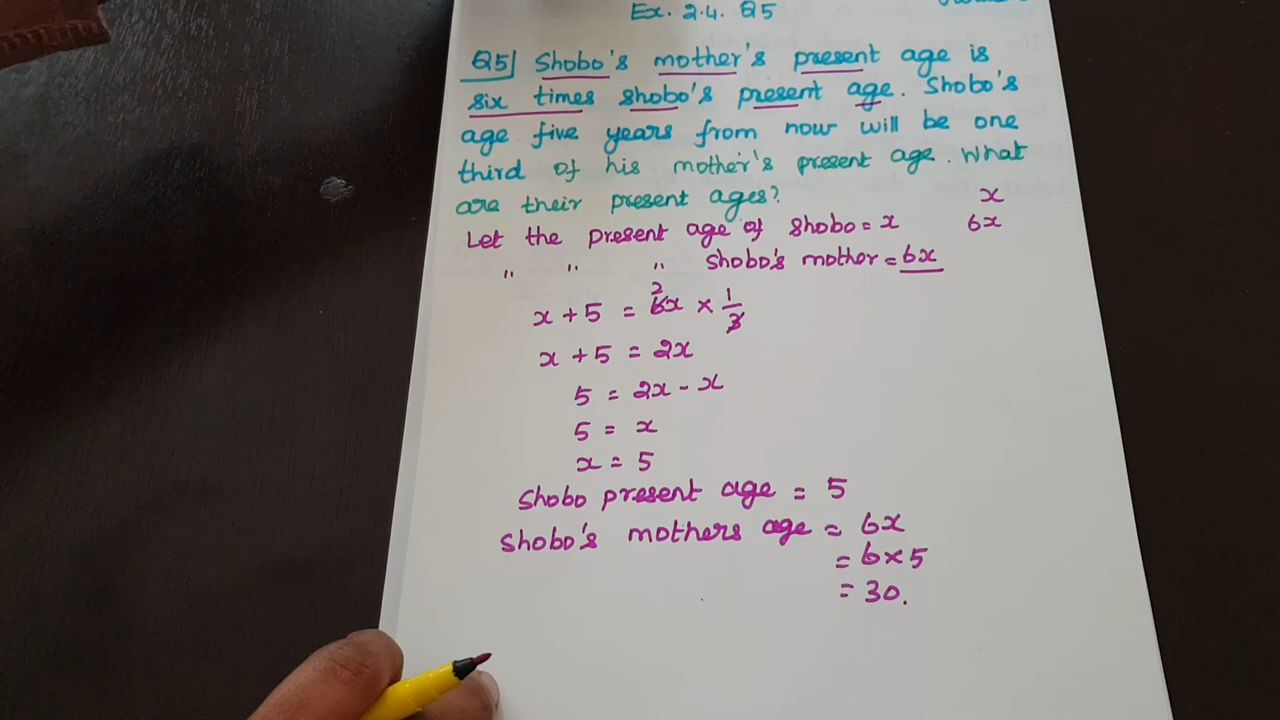 Ex. 2.4. Q5
Q5| Shobo's mother's present age is
six times shobo's present age. Shobo's
age five years from now will be one
third of his mother's present age. What
are their present ages?
x
6x
Let the present age of shobo = x
" " " shobo's mother = 6x
x + 5 = 6x × 1/3
2
x + 5 = 2x
5 = 2x - x
5 = x
x = 5
Shobo present age = 5
Shobo's mothers age = 6x
= 6 × 5
= 30.